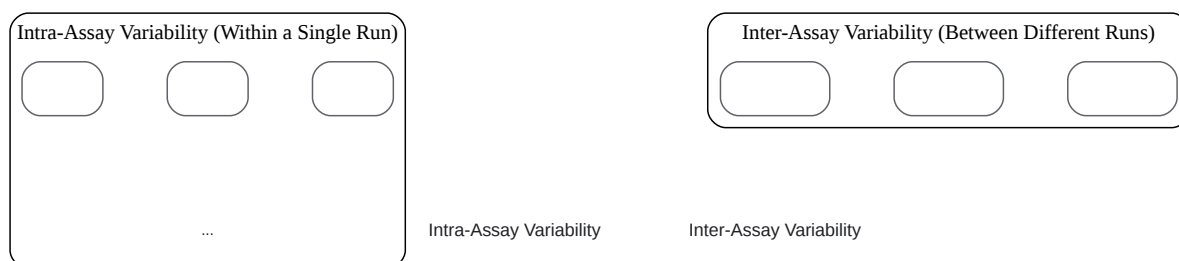 Intra-Assay Variability (Within a Single Run)
Inter-Assay Variability (Between Different Runs)
...
Intra-Assay Variability
Inter-Assay Variability